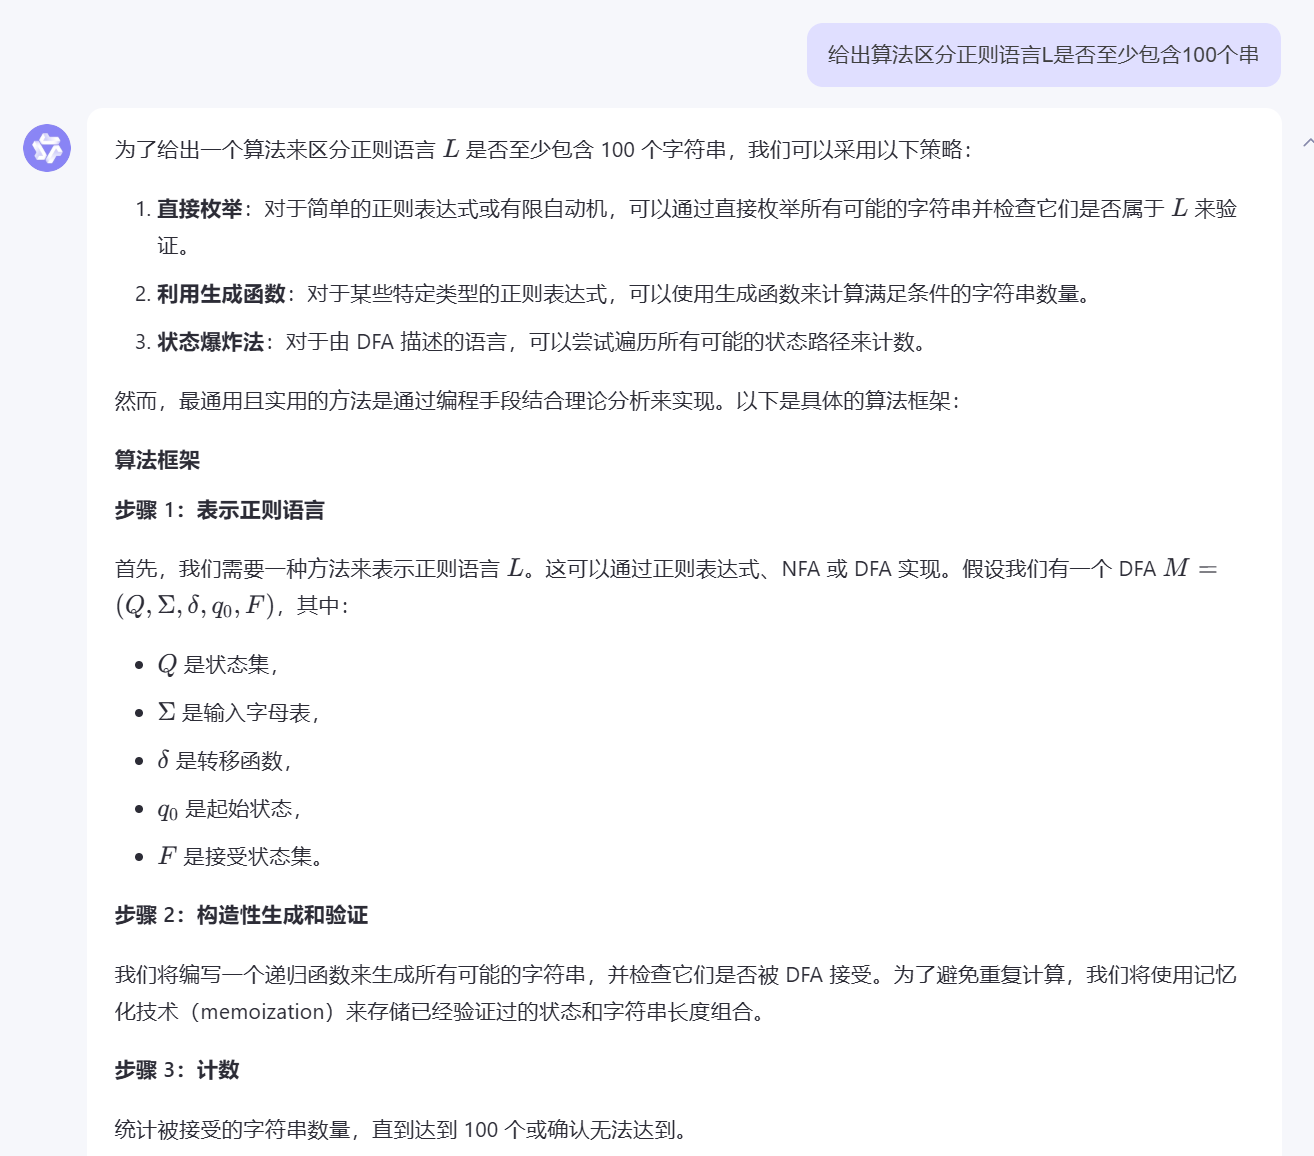 给出算法区分正则语言L是否至少包含100个串
为了给出一个算法来区分正则语言 L 是否至少包含 100 个字符串，我们可以采用以下策略：
1. 直接枚举：对于简单的正则表达式或有限自动机，可以通过直接枚举所有可能的字符串并检查它们是否属于 L 来验
证。
2. 利用生成函数：对于某些特定类型的正则表达式，可以使用生成函数来计算满足条件的字符串数量。
3. 状态爆炸法：对于由 DFA 描述的语言，可以尝试遍历所有可能的状态路径来计数。
然而，最通用且实用的方法是通过编程手段结合理论分析来实现。以下是具体的算法框架：
算法框架
步骤 1：表示正则语言
首先，我们需要一种方法来表示正则语言 L。这可以通过正则表达式、NFA 或 DFA 实现。假设我们有一个 DFA M =
(Q, Σ, δ, q₀, F)，其中：
• Q 是状态集，
• Σ 是输入字母表，
• δ 是转移函数，
• q₀ 是起始状态，
• F 是接受状态集。
步骤 2：构造性生成和验证
我们将编写一个递归函数来生成所有可能的字符串，并检查它们是否被 DFA 接受。为了避免重复计算，我们将使用记忆
化技术（memoization）来存储已经验证过的状态和字符串长度组合。
步骤 3：计数
统计被接受的字符串数量，直到达到 100 个或确认无法达到。